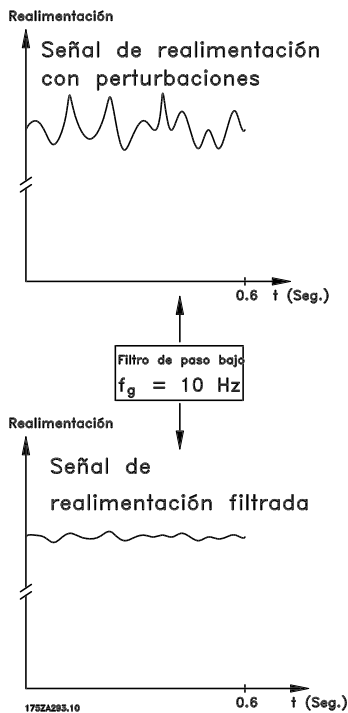 Realimentación
Señal de realimentación
con perturbaciones
0.6 t (Seg.)
Filtro de paso bajo
fg = 10 Hz
Realimentación
Señal de
realimentación filtrada
0.6 t (Seg.)
175ZA293.10